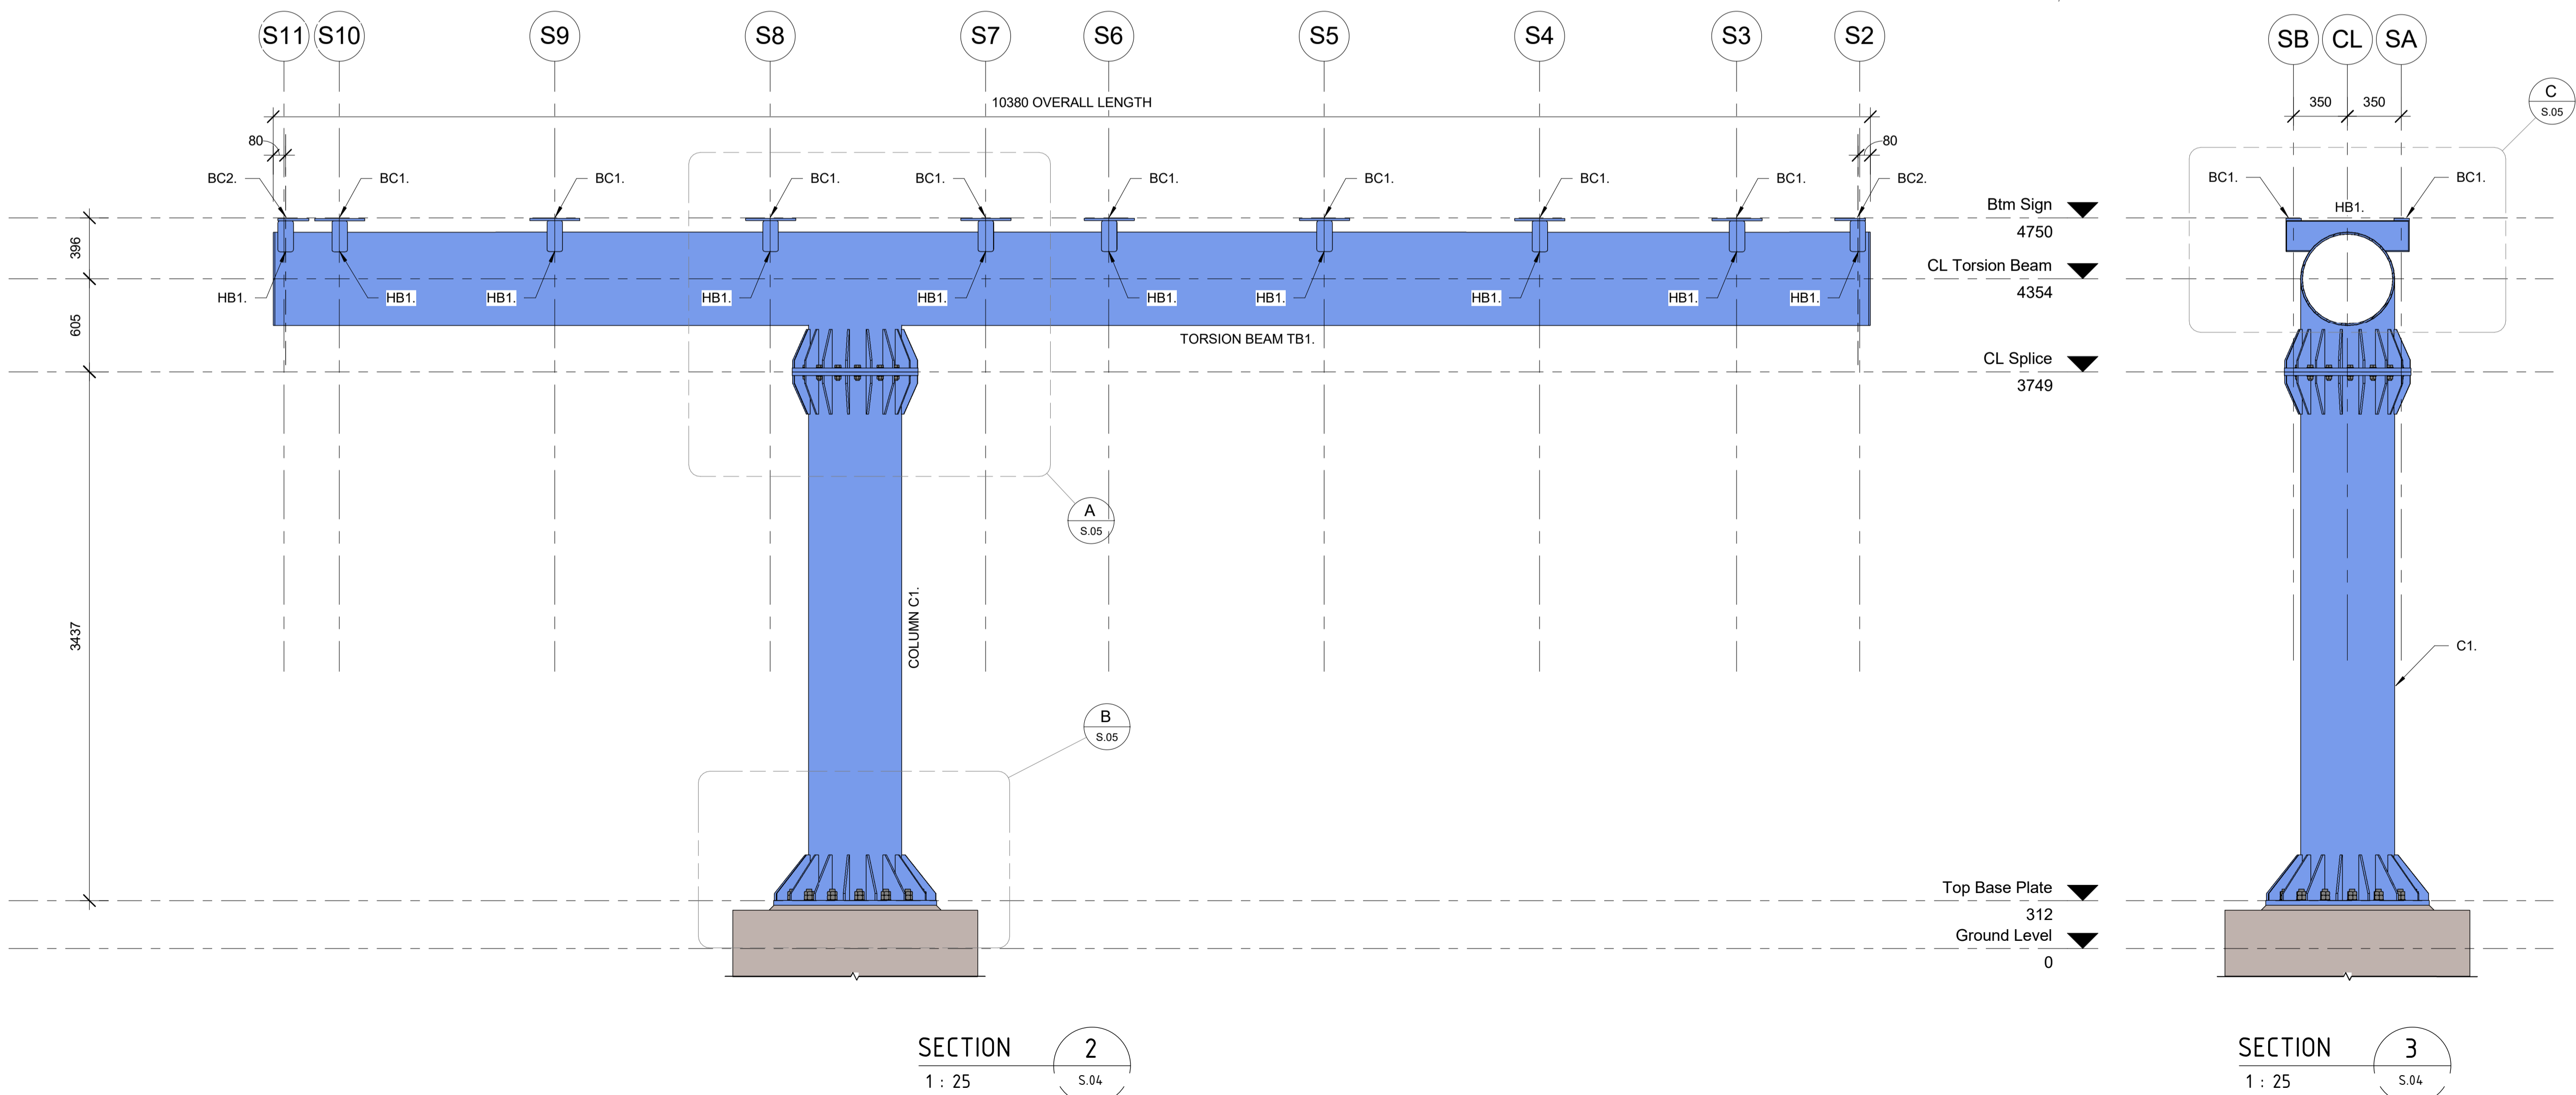 S11 S10 S9 S8 S7 S6 S5 S4 S3 S2
10380 OVERALL LENGTH
80 80
BC2. BC1. BC1. BC1. BC1. BC1. BC1. BC1. BC1. BC2.
HB1. HB1. HB1. HB1. HB1. HB1. HB1. HB1. HB1. HB1.
TORSION BEAM TB1.
396
605
3437
COLUMN C1.
A
S.05
B
S.05
Btm Sign
4750
CL Torsion Beam
4354
CL Splice
3749
Top Base Plate
312
Ground Level
0
SECTION 2
1 : 25 S.04
SB CL SA
350 350
C
S.05
BC1. HB1. BC1.
C1.
SECTION 3
1 : 25 S.04